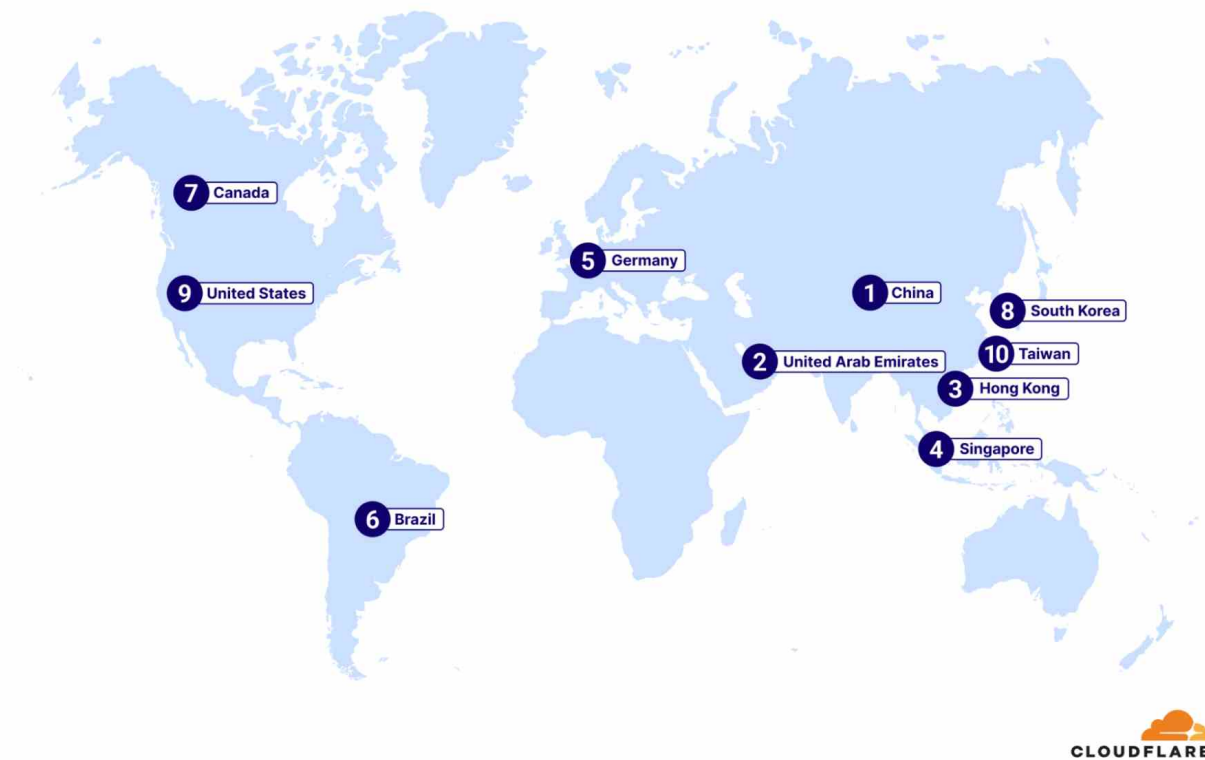 7 Canada
5 Germany
9 United States
1 China
8 South Korea
10 Taiwan
2 United Arab Emirates
3 Hong Kong
4 Singapore
6 Brazil
CLOUDFLARE